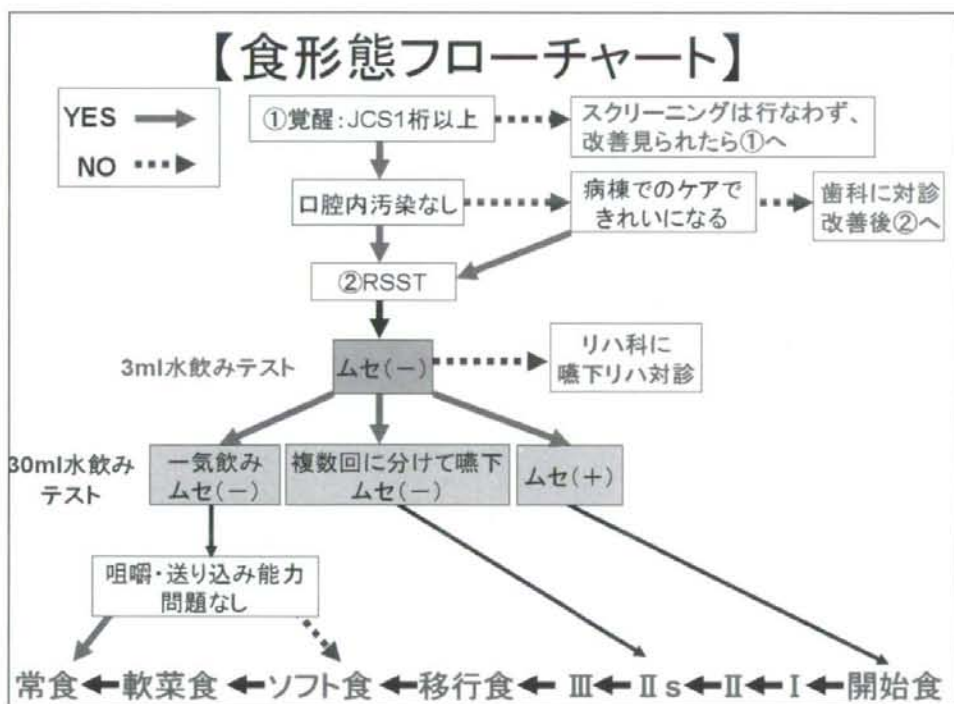 【食形態フローチャート】
YES
NO
①覚醒:JCS1桁以上
スクリーニングは行なわず、
改善見られたら①へ
口腔内汚染なし
病棟でのケアで
きれいになる
歯科に対診
改善後②へ
②RSST
3ml水飲みテスト
ムセ(-)
リハ科に
嚥下リハ対診
30ml水飲み
テスト
一気飲み
ムセ(-)
複数回に分けて嚥下
ムセ(-)
ムセ(+)
咀嚼・送り込み能力
問題なし
常食 軟菜食 ソフト食 移行食 Ⅲ Ⅱs Ⅱ Ⅰ 開始食